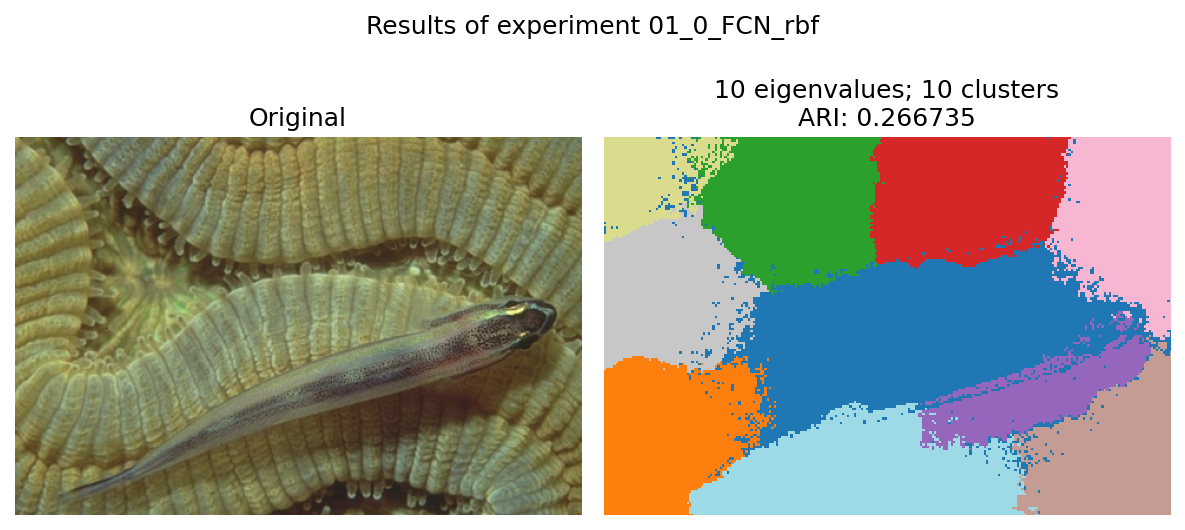 Results of experiment 01_0_FCN_rbf
Original
10 eigenvalues; 10 clusters
ARI: 0.266735